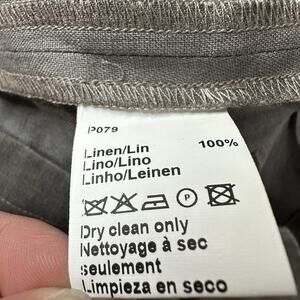 P079
Linen/Lin 100%
Lino/Lino
Linho/Leinen
P
Dry clean only
Nettoyage à sec
seulement
Limpieza en seco